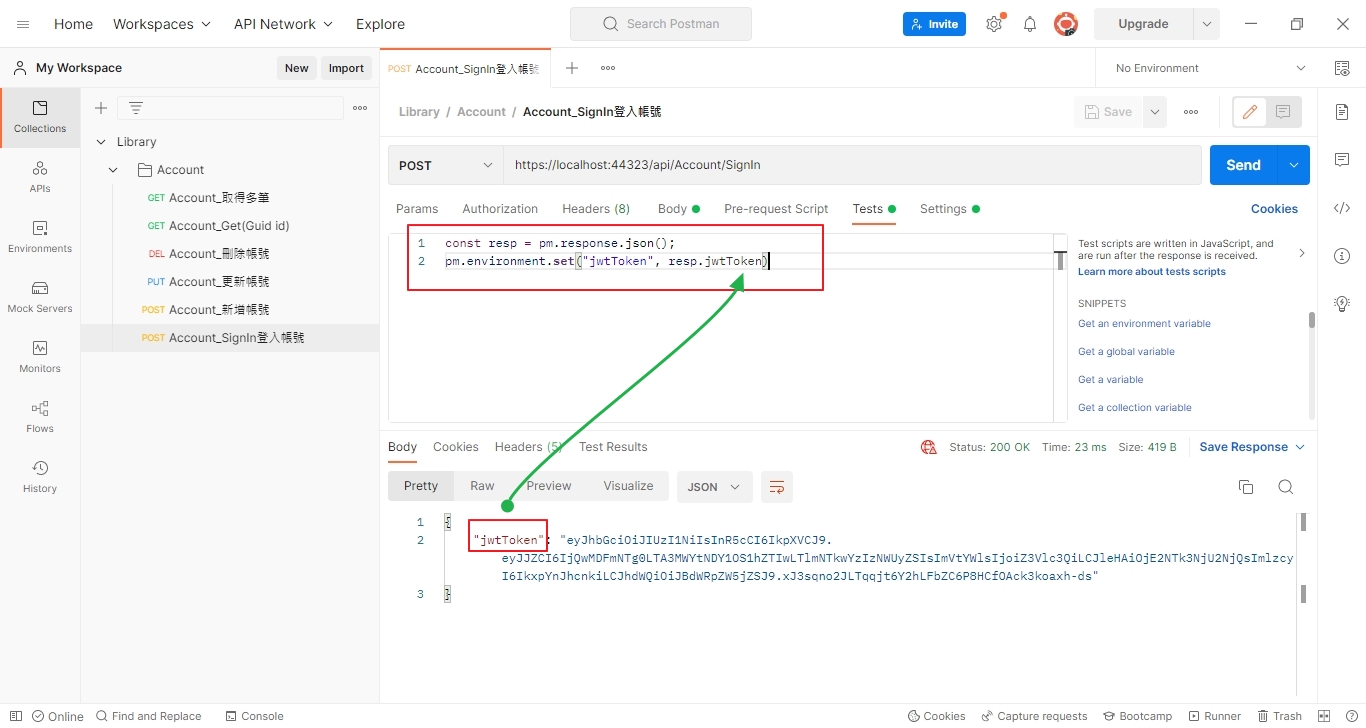 Home
Workspaces
API Network
Explore
Search Postman
Invite
Upgrade
My Workspace
New
Import
POST Account_SignIn登入帳號
No Environment
Collections
APIs
Environments
Mock Servers
Monitors
Flows
History
Library
Account
GET Account_取得多筆
GET Account_Get(Guid id)
DEL Account_刪除帳號
PUT Account_更新帳號
POST Account_新增帳號
POST Account_SignIn登入帳號
Library / Account / Account_SignIn登入帳號
Save
POST
https://localhost:44323/api/Account/SignIn
Send
Params
Authorization
Headers (8)
Body
Pre-request Script
Tests
Settings
Cookies
1 const resp = pm.response.json();
2 pm.environment.set("jwtToken", resp.jwtToken)
Test scripts are written in JavaScript, and
are run after the response is received.
Learn more about tests scripts
SNIPPETS
Get an environment variable
Get a global variable
Get a variable
Get a collection variable
Body
Cookies
Headers (5)
Test Results
Status: 200 OK
Time: 23 ms
Size: 419 B
Save Response
Pretty
Raw
Preview
Visualize
JSON
1 {
2 "jwtToken": "eyJhbGciOiJIUzI1NiIsInR5cCI6IkpXVCJ9.
eyJJZCI6IjQwMDFmNTg0LTA3MWYtNDY1OS1hZTIwLTlmNTkwYzIzNWUyZSIsImVtYWlsIjoiZ3Vlc3QiLCJleHAiOjE2NTk3NjU2NjQsImlzcy
I6IkxpYnJhcnkiLCJhdWQiOiJBdWRpZW5jZSJ9.xJ3sqno2JLTqqjt6Y2hLFbZC6P8HCfOAck3koaxh-ds"
3 }
Online
Find and Replace
Console
Cookies
Capture requests
Bootcamp
Runner
Trash